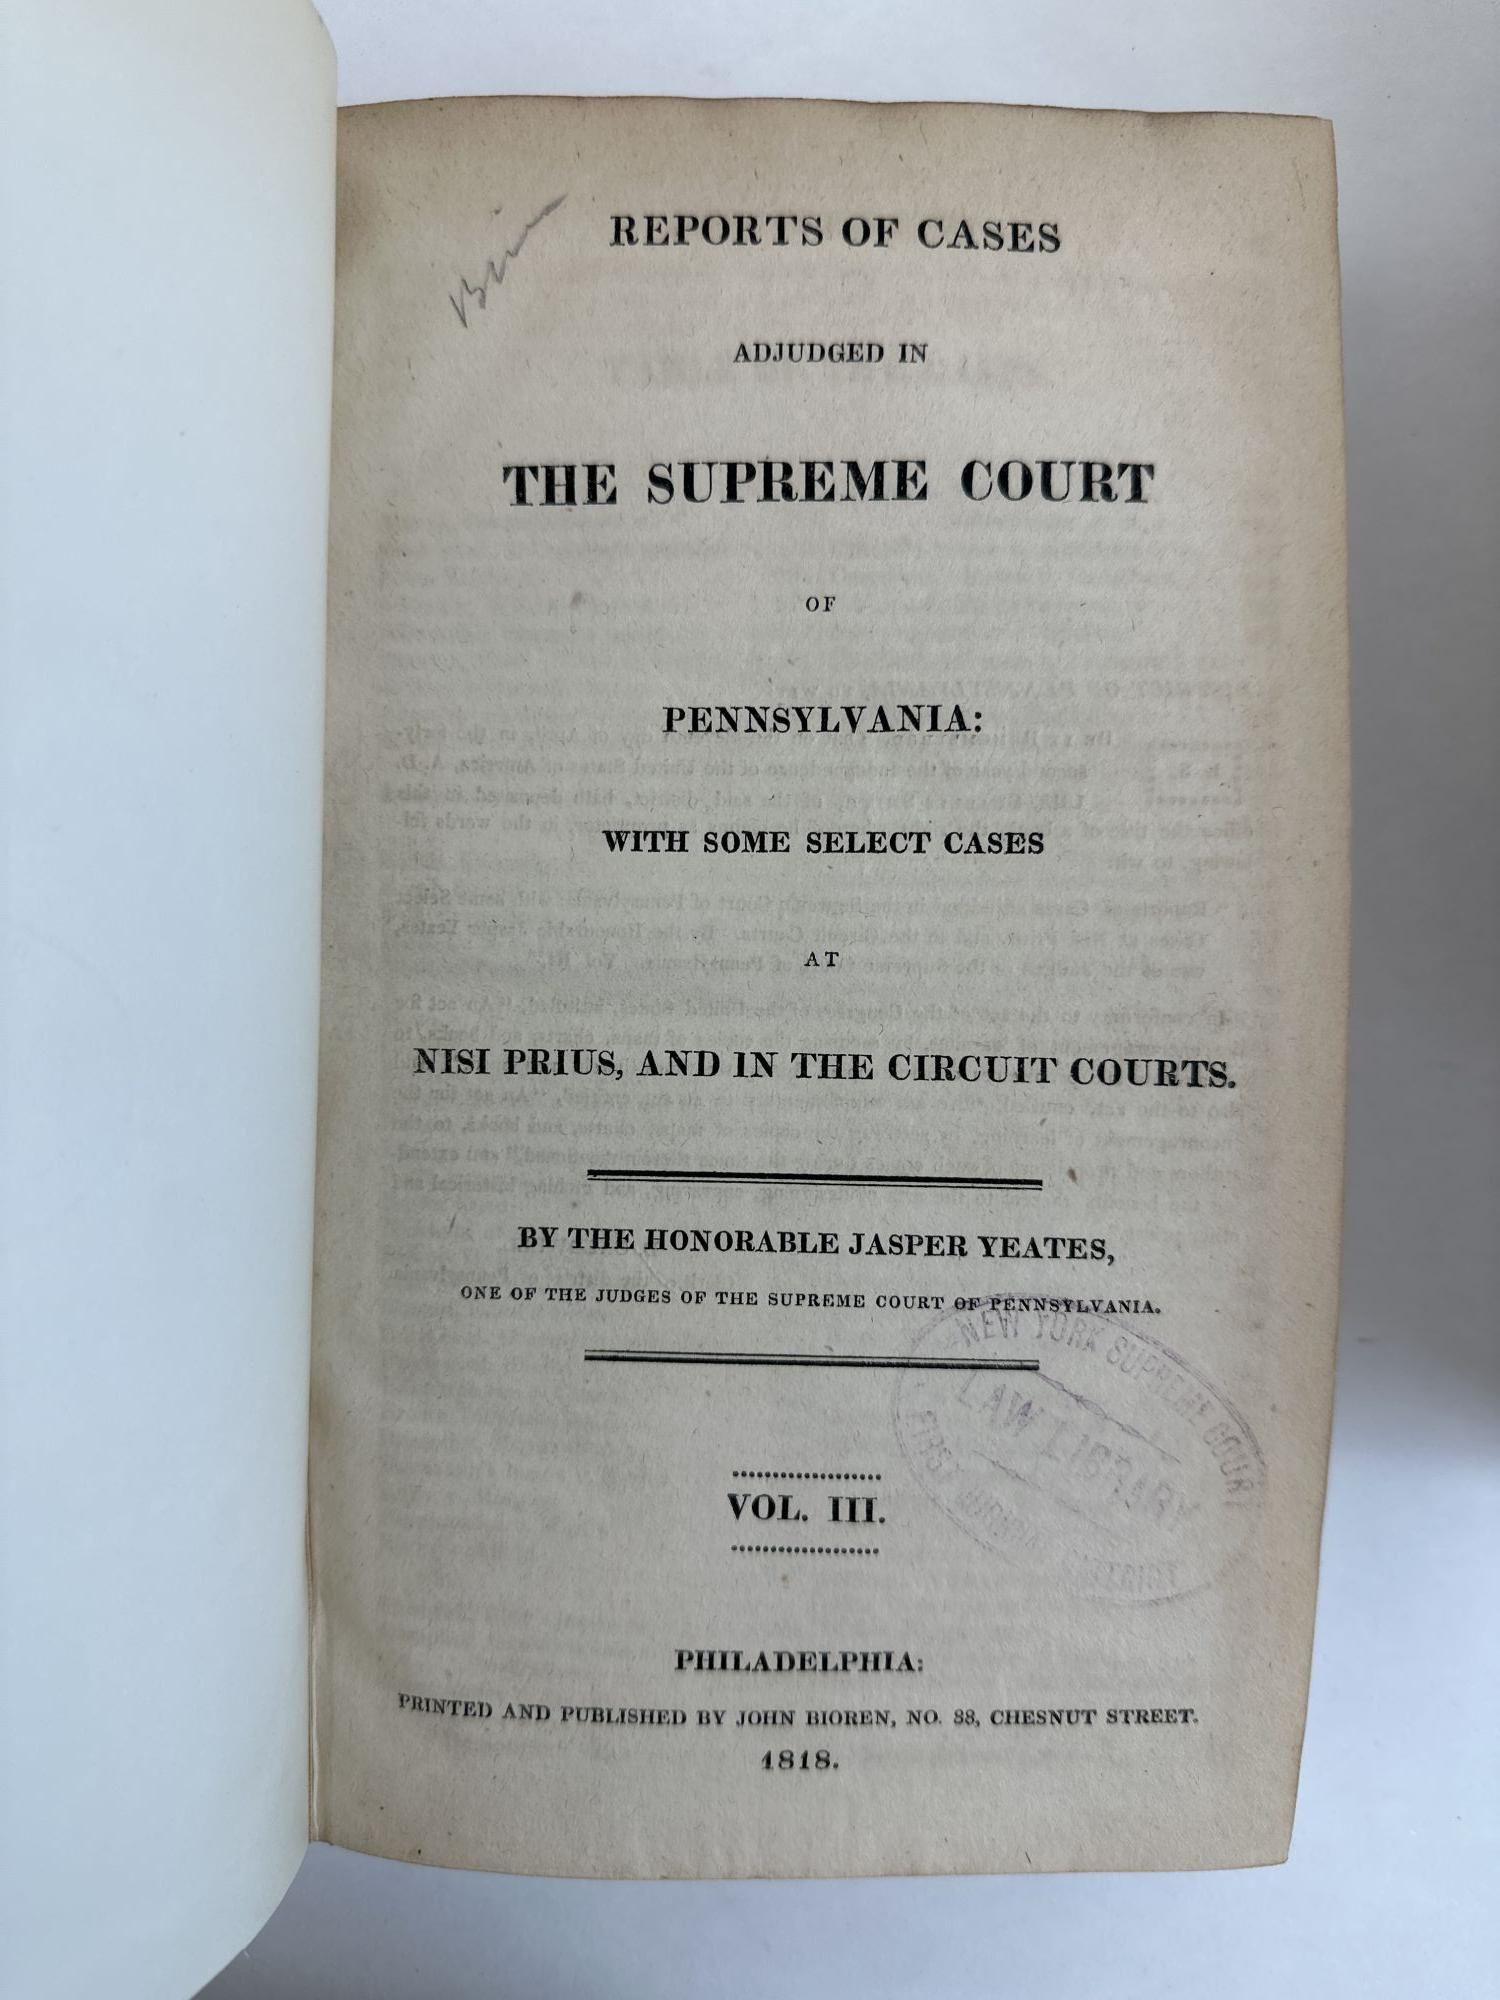 REPORTS OF CASES
ADJUDGED IN
THE SUPREME COURT
OF
PENNSYLVANIA:
WITH SOME SELECT CASES
AT
NISI PRIUS, AND IN THE CIRCUIT COURTS.
BY THE HONORABLE JASPER YEATES,
ONE OF THE JUDGES OF THE SUPREME COURT OF PENNSYLVANIA.
NEW YORK SUPREME COURT
LAW LIBRARY
FIRST JUDICIAL DISTRICT
VOL. III.
PHILADELPHIA:
PRINTED AND PUBLISHED BY JOHN BIOREN, NO. 88, CHESNUT STREET.
1818.